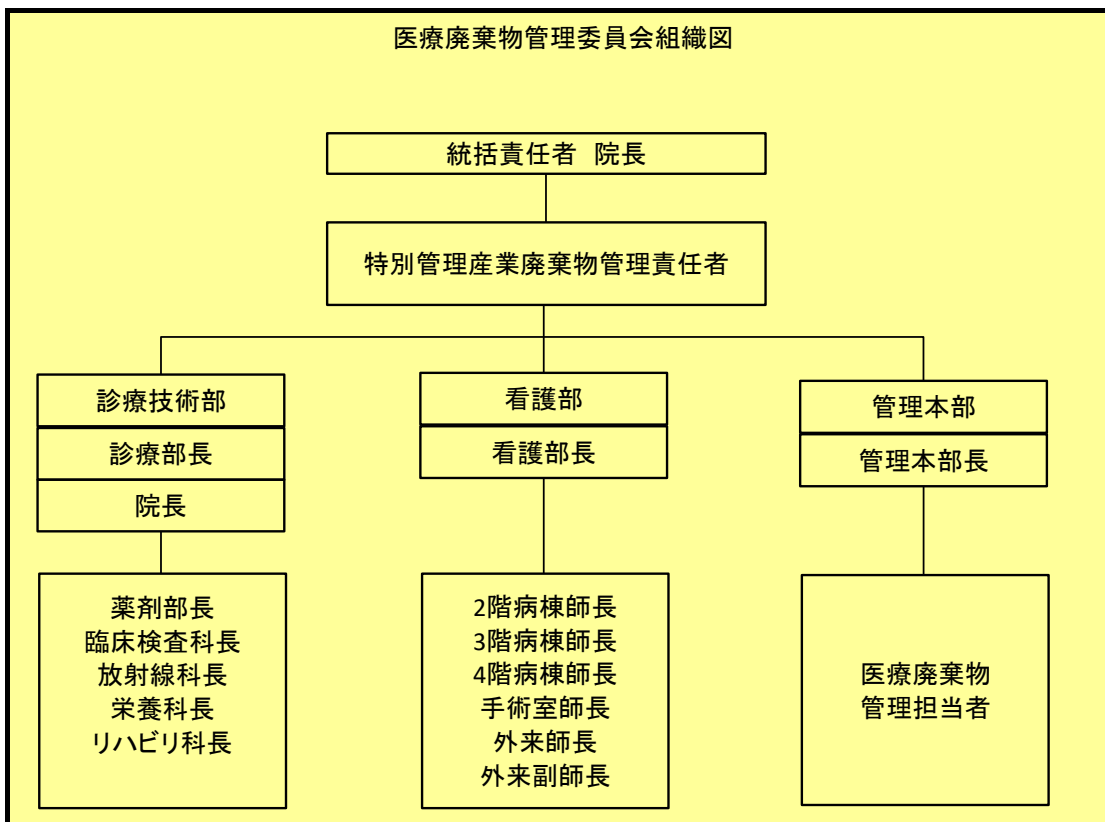 医療廃棄物管理委員会組織図
統括責任者 院長
特別管理産業廃棄物管理責任者
診療技術部
診療部長
院長
薬剤部長
臨床検査科長
放射線科長
栄養科長
リハビリ科長
看護部
看護部長
2階病棟師長
3階病棟師長
4階病棟師長
手術室師長
外来師長
外来副師長
管理本部
管理本部長
医療廃棄物
管理担当者